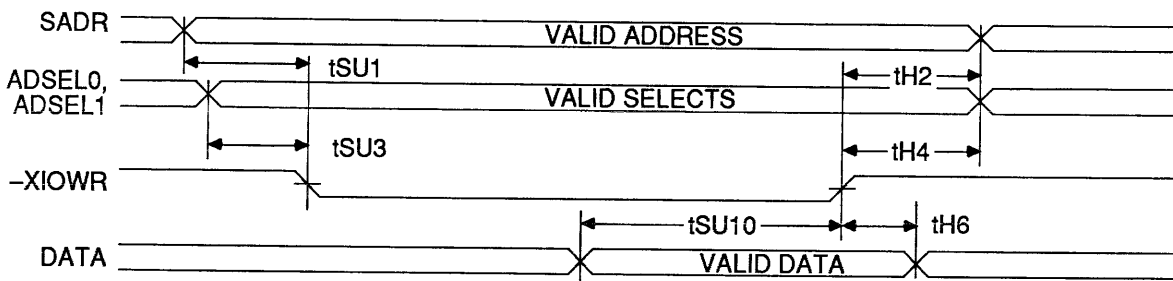 SADR
VALID ADDRESS
tSU1
tH2
ADSEL0,
ADSEL1
VALID SELECTS
tSU3
tH4
–XIOWR
tSU10
tH6
DATA
VALID DATA